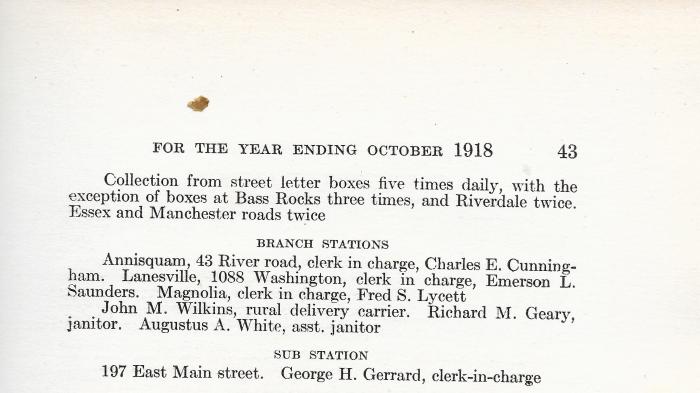 FOR THE YEAR ENDING OCTOBER 1918 43
Collection from street letter boxes five times daily, with the
exception of boxes at Bass Rocks three times, and Riverdale twice.
Essex and Manchester roads twice
BRANCH STATIONS
Annisquam, 43 River road, clerk in charge, Charles E. Cunning-
ham. Lanesville, 1088 Washington, clerk in charge, Emerson L.
Saunders. Magnolia, clerk in charge, Fred S. Lycett
John M. Wilkins, rural delivery carrier. Richard M. Geary,
janitor. Augustus A. White, asst. janitor
SUB STATION
197 East Main street. George H. Gerrard, clerk-in-charge